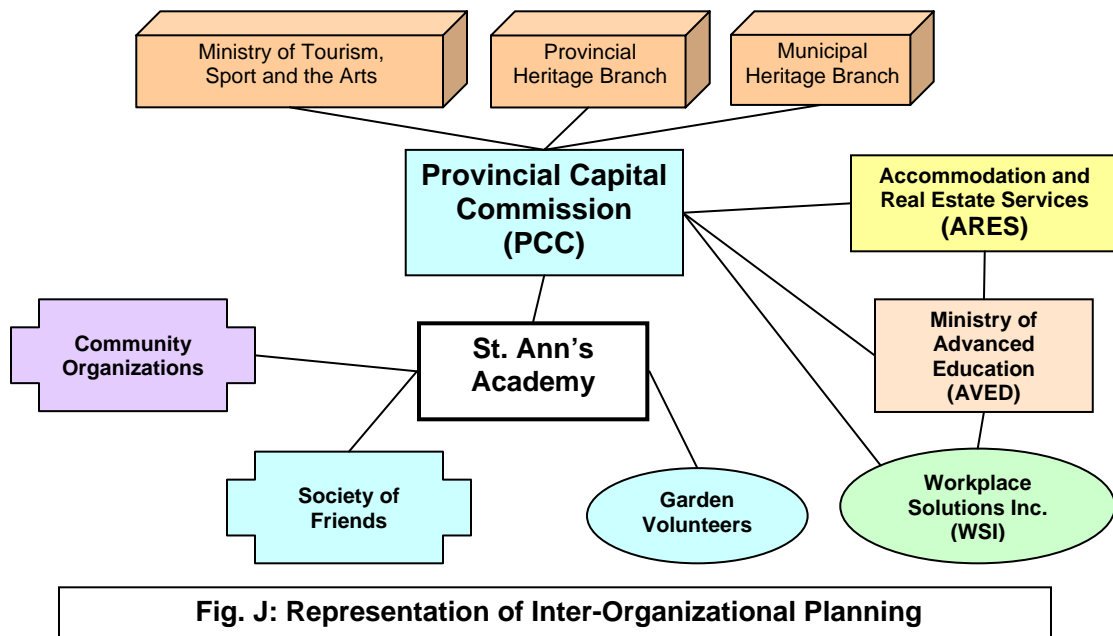 Ministry of Tourism,
Sport and the Arts
Provincial
Heritage Branch
Municipal
Heritage Branch
Provincial Capital
Commission
(PCC)
Accommodation and
Real Estate Services
(ARES)
Community
Organizations
St. Ann’s
Academy
Ministry of
Advanced
Education
(AVED)
Society of
Friends
Garden
Volunteers
Workplace
Solutions Inc.
(WSI)
Fig. J: Representation of Inter-Organizational Planning